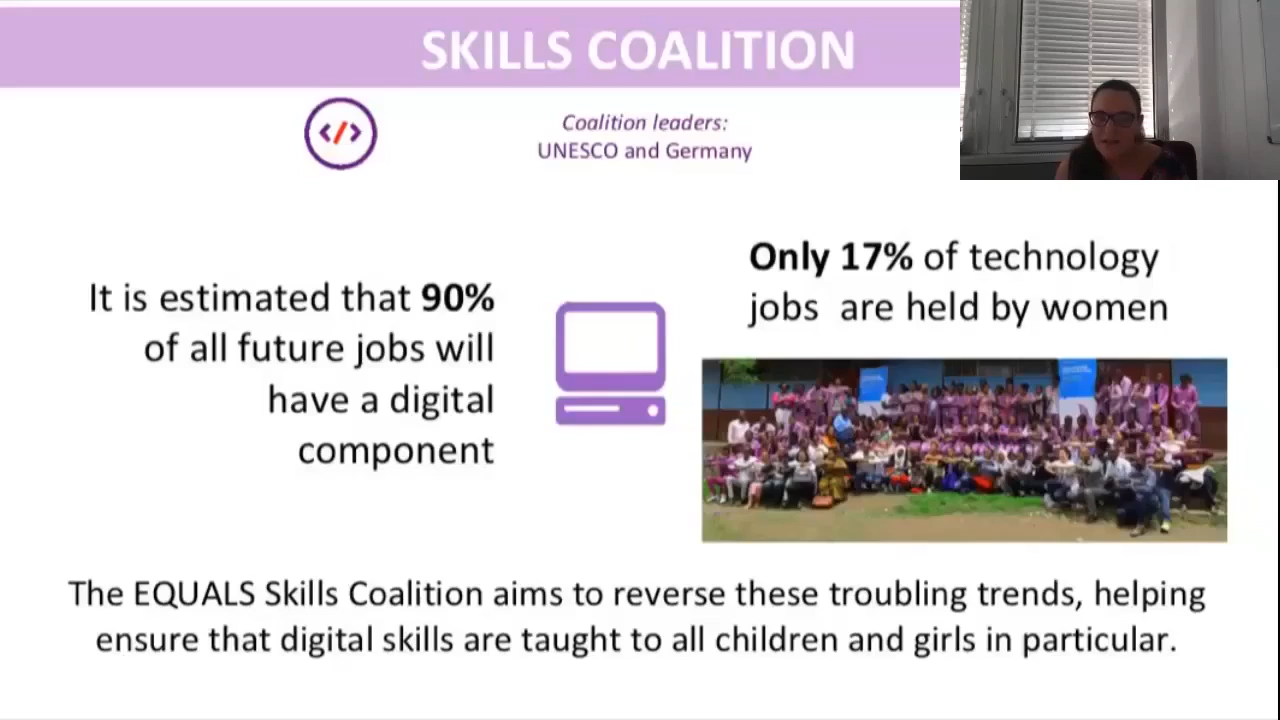 SKILLS COALITION
</>
Coalition leaders:
UNESCO and Germany
It is estimated that 90%
of all future jobs will
have a digital
component
Only 17% of technology
jobs are held by women
The EQUALS Skills Coalition aims to reverse these troubling trends, helping
ensure that digital skills are taught to all children and girls in particular.